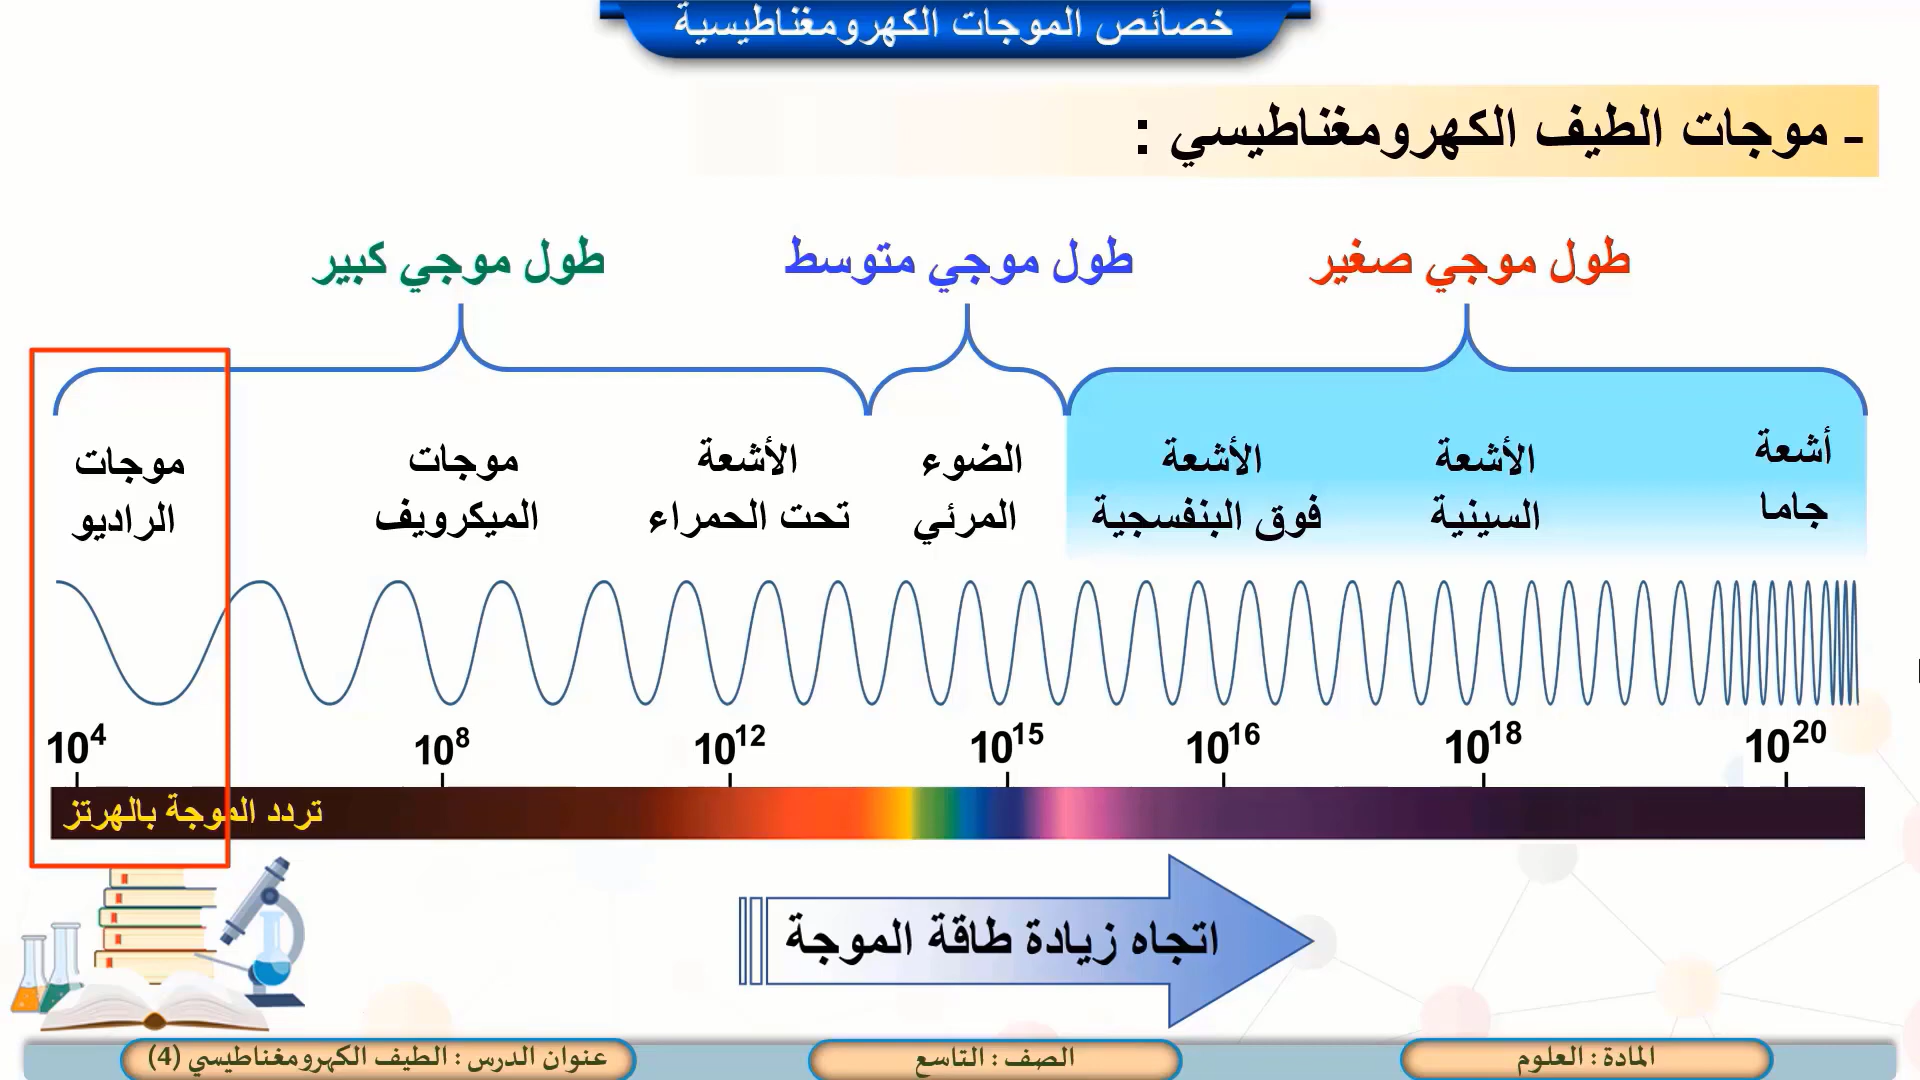 خصائص الموجات الكهرومغناطيسية
- موجات الطيف الكهرومغناطيسي :
طول موجي صغير
طول موجي متوسط
طول موجي كبير
أشعة
جاما
الأشعة
السينية
الأشعة
فوق البنفسجية
الضوء
المرئي
الأشعة
تحت الحمراء
موجات
الميكرويف
موجات
الراديو
10⁴ 10⁸ 10¹² 10¹⁵ 10¹⁶ 10¹⁸ 10²⁰
تردد الموجة بالهرتز
اتجاه زيادة طاقة الموجة
المادة : العلوم
الصف : التاسع
عنوان الدرس : الطيف الكهرومغناطيسي (4)